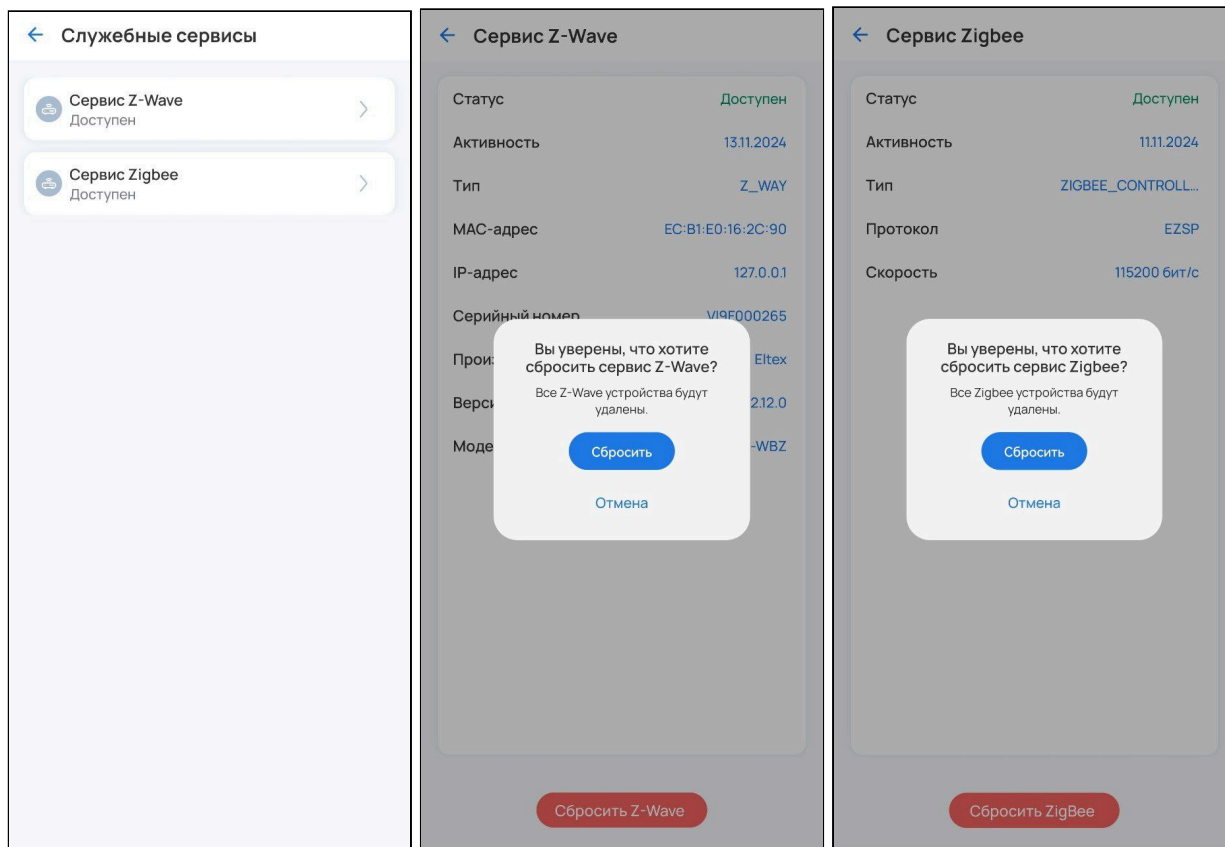 Служебные сервисы
Сервис Z-Wave
Доступен
Сервис Zigbee
Доступен
Сервис Z-Wave
Статус Доступен
Активность 13.11.2024
Тип Z_WAY
MAC-адрес EC:B1:E0:16:2C:90
IP-адрес 127.0.0.1
Серийный номер VI9F000265
Прои Eltex
Верси 2.12.0
Моде -WBZ
Вы уверены, что хотите
сбросить сервис Z-Wave?
Все Z-Wave устройства будут
удалены.
Сбросить
Отмена
Сбросить Z-Wave
Сервис Zigbee
Статус Доступен
Активность 11.11.2024
Тип ZIGBEE_CONTROLL...
Протокол EZSP
Скорость 115200 бит/с
Вы уверены, что хотите
сбросить сервис Zigbee?
Все Zigbee устройства будут
удалены.
Сбросить
Отмена
Сбросить ZigBee